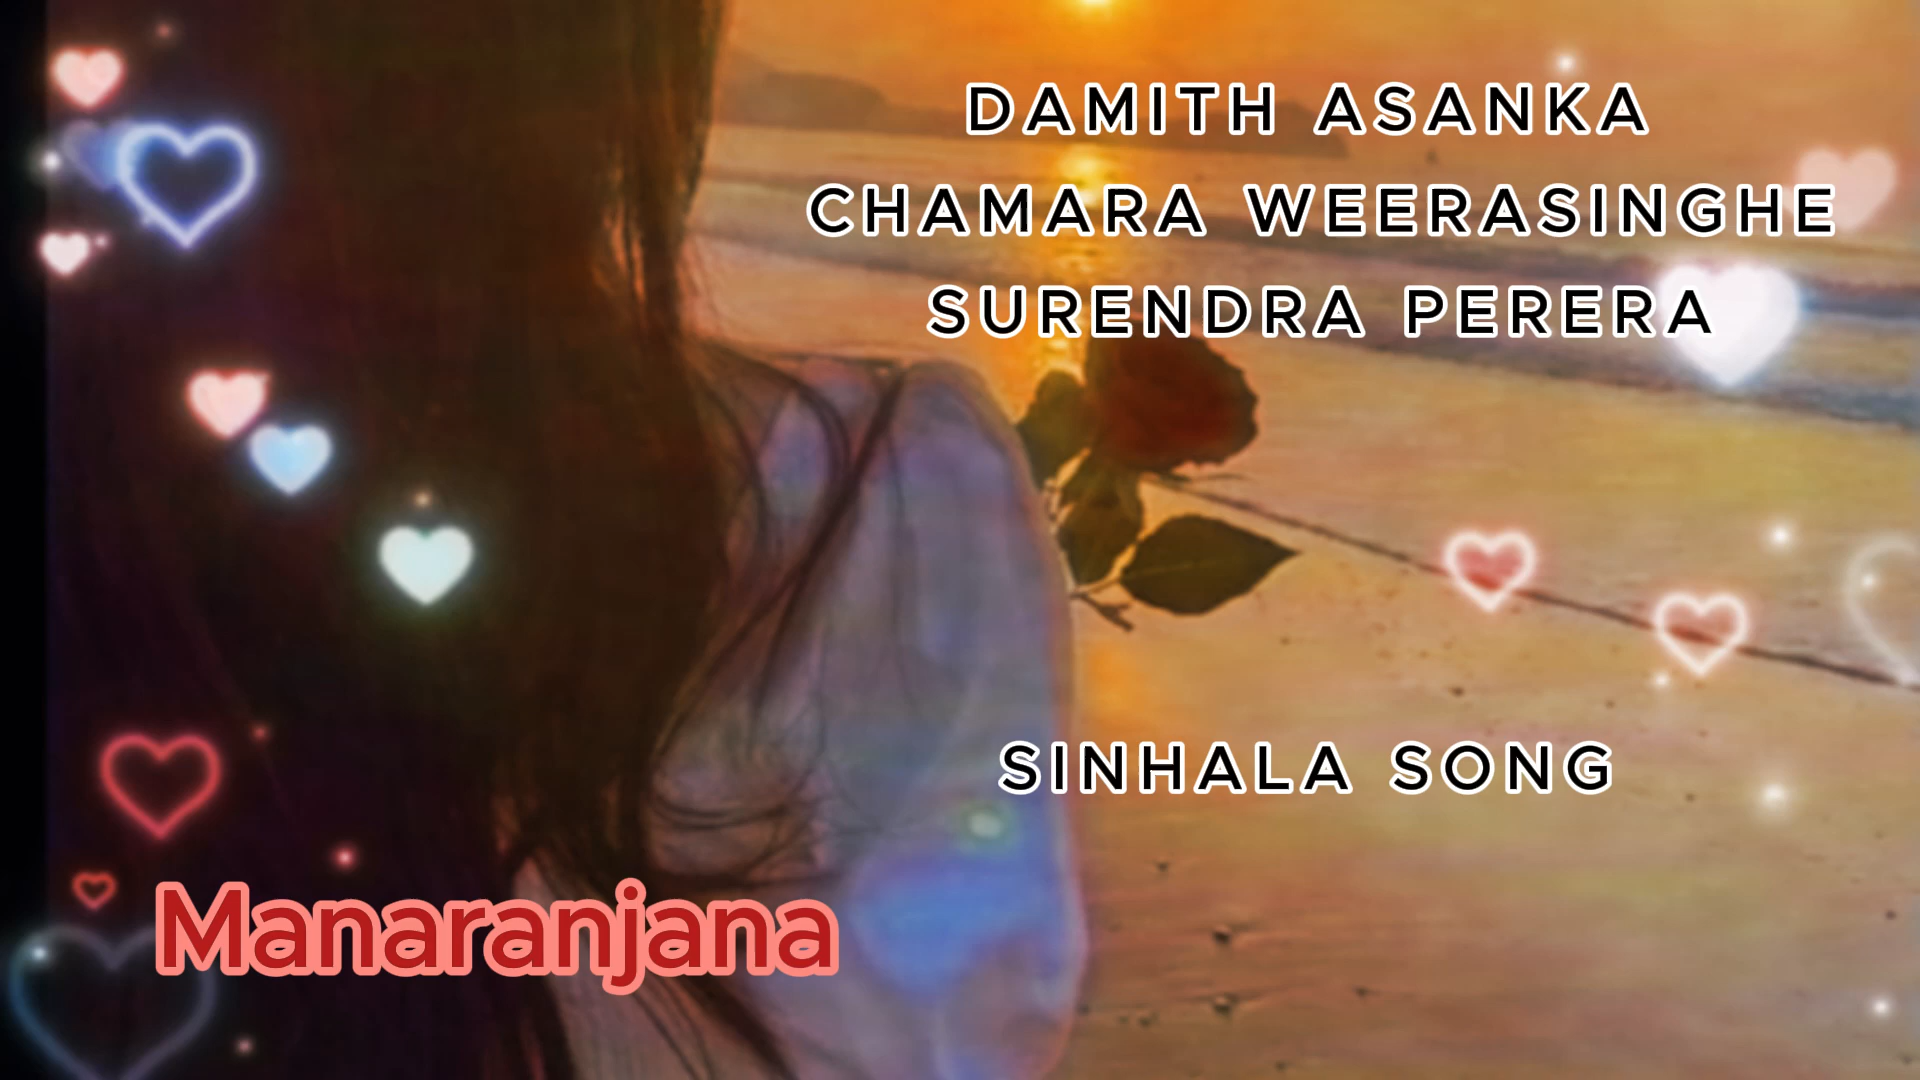 DAMITH ASANKA
CHAMARA WEERASINGHE
SURENDRA PERERA
SINHALA SONG
Manaranjana